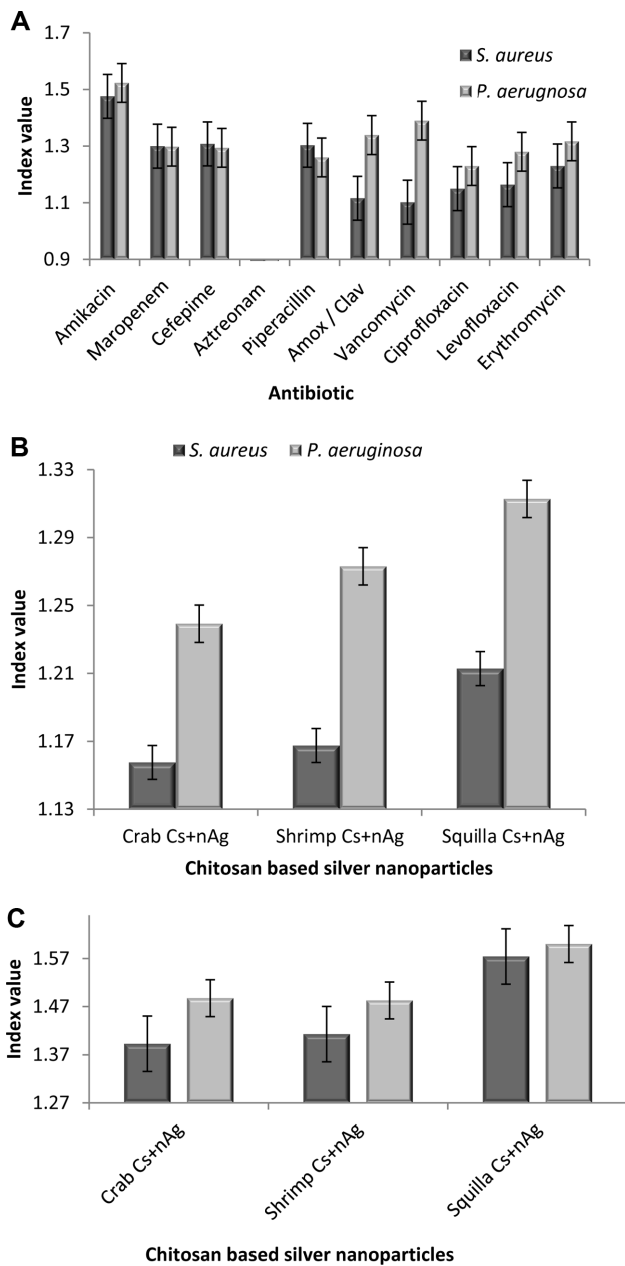 A
1.7
1.5
1.3
1.1
0.9
Index value
S. aureus
P. aerugnosa
Amikacin
Maropenem
Cefepime
Aztreonam
Piperacillin
Amox / Clav
Vancomycin
Ciprofloxacin
Levofloxacin
Erythromycin
Antibiotic
B
S. aureus
P. aeruginosa
1.33
1.29
1.25
1.21
1.17
1.13
Index value
Crab Cs+nAg
Shrimp Cs+nAg
Squilla Cs+nAg
Chitosan based silver nanoparticles
C
1.57
1.47
1.37
1.27
Index value
Crab Cs+nAg
Shrimp Cs+nAg
Squilla Cs+nAg
Chitosan based silver nanoparticles